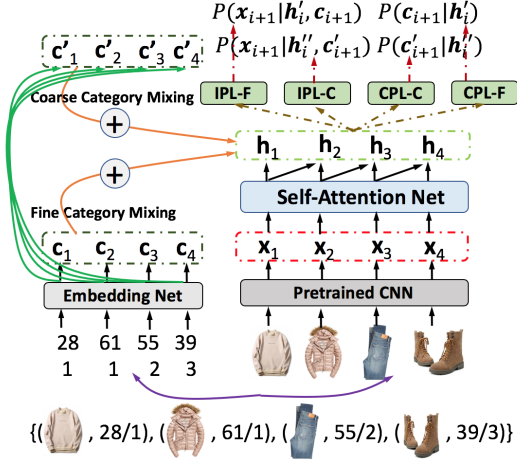 P(x_{i+1}|h'_i, c_{i+1}) P(c_{i+1}|h'_i)
P(x_{i+1}|h''_i, c'_{i+1}) P(c'_{i+1}|h''_i)
c'_1 c'_2 c'_3 c'_4
IPL-F IPL-C CPL-C CPL-F
Coarse Category Mixing
+
h_1 h_2 h_3 h_4
+
Self-Attention Net
Fine Category Mixing
c_1 c_2 c_3 c_4
x_1 x_2 x_3 x_4
Embedding Net
Pretrained CNN
28 61 55 39
1 1 2 3
{( , 28/1), ( , 61/1), ( , 55/2), ( , 39/3)}